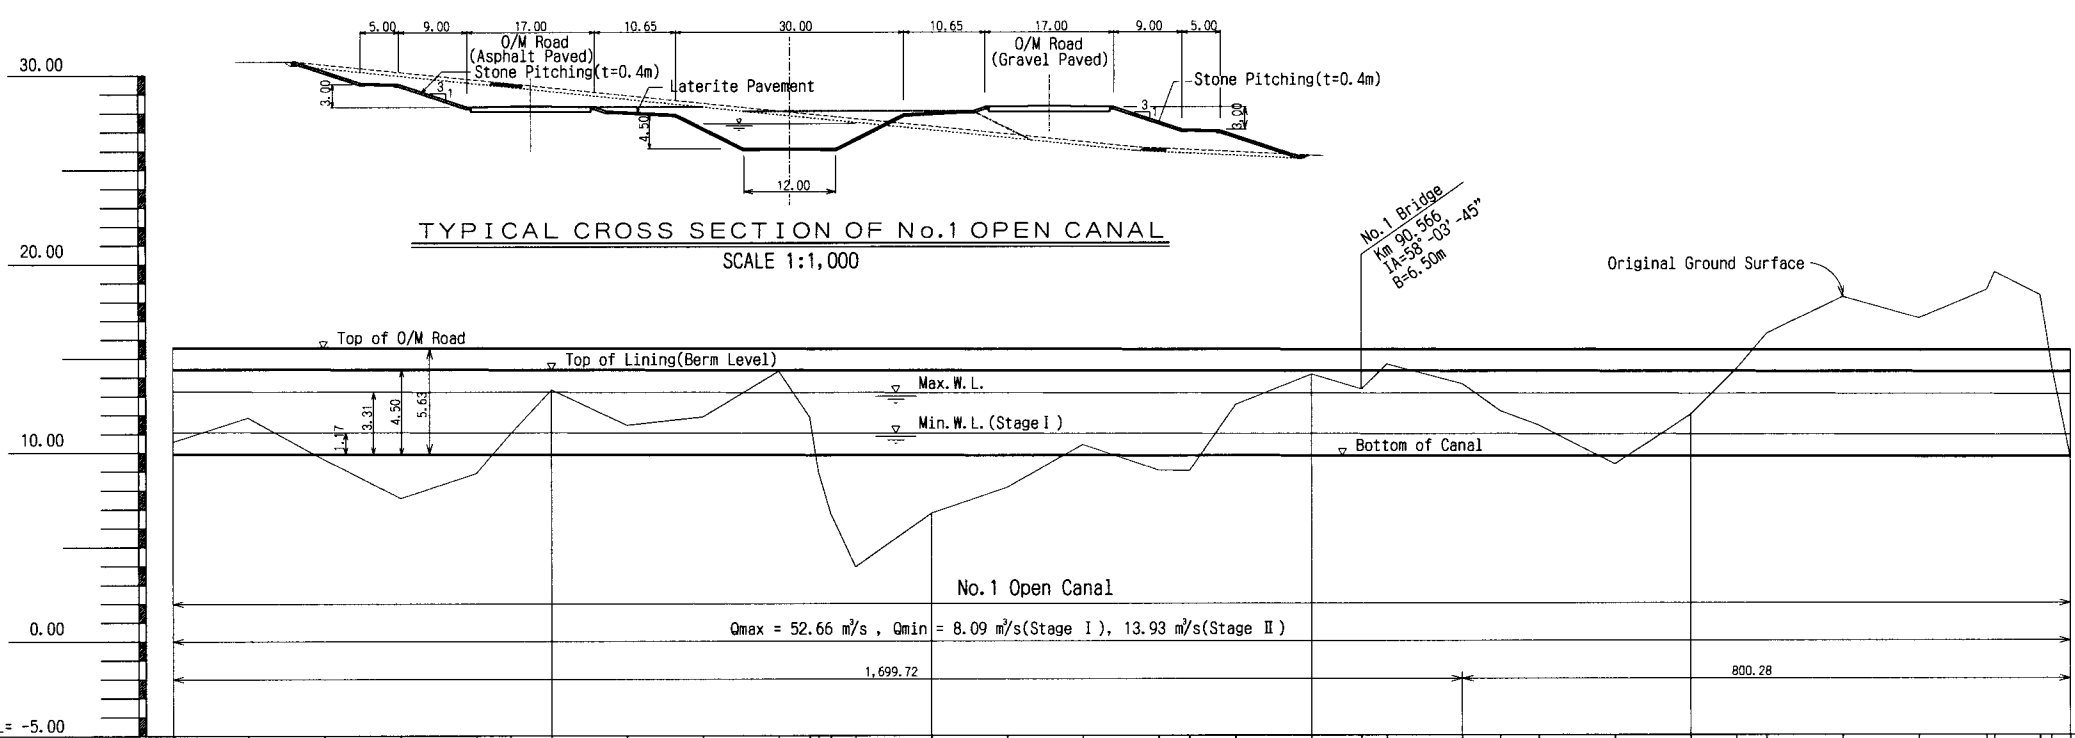 5.00 9.00 17.00 10.65 30.00 10.65 17.00 9.00 5.00
O/M Road
(Asphalt Paved)
Stone Pitching(t=0.4m)
Laterite Pavement
O/M Road
(Gravel Paved)
Stone Pitching(t=0.4m)
3.00
3
1
4.50
12.00
3
1
3.00
TYPICAL CROSS SECTION OF No.1 OPEN CANAL
SCALE 1:1,000
30.00
20.00
10.00
0.00
= -5.00
No.1 Bridge
Km 90.566
IA=58°-03'-45"
B=6.50m
Original Ground Surface
Top of O/M Road
Top of Lining(Berm Level)
Max.W.L.
Min.W.L.(Stage I)
Bottom of Canal
1.17
3.31
4.50
5.63
No.1 Open Canal
Qmax = 52.66 m³/s , Qmin = 8.09 m³/s(Stage I), 13.93 m³/s(Stage II)
1,699.72
800.28